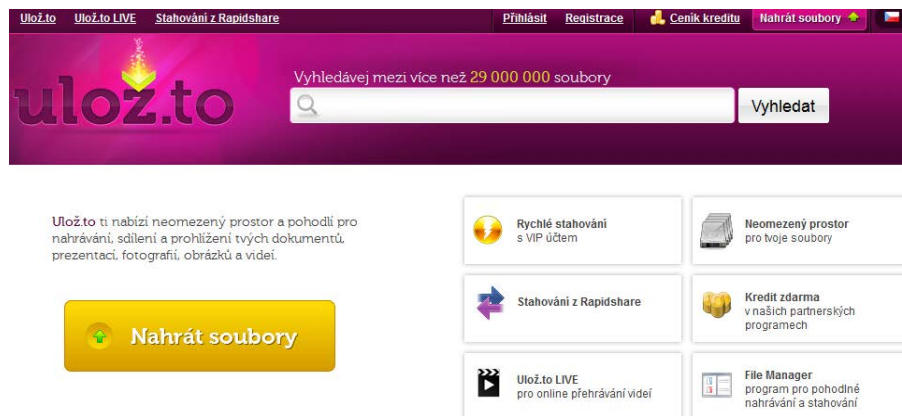 Ulož.to Ulož.to LIVE Stahování z Rapidshare Přihlásit Registrace Ceník kreditu Nahrát soubory
ulož.to
Vyhledávej mezi více než 29 000 000 soubory
Vyhledat
Ulož.to ti nabízí neomezený prostor a pohodlí pro
nahrávání, sdílení a prohlížení tvých dokumentů,
prezentací, fotografií, obrázků a videí.
Nahrát soubory
Rychlé stahování
s VIP účtem
Neomezený prostor
pro tvoje soubory
Stahování z Rapidshare
Kredit zdarma
v našich partnerských
programech
Ulož.to LIVE
pro online přehrávání videí
File Manager
program pro pohodlné
nahrávání a stahování